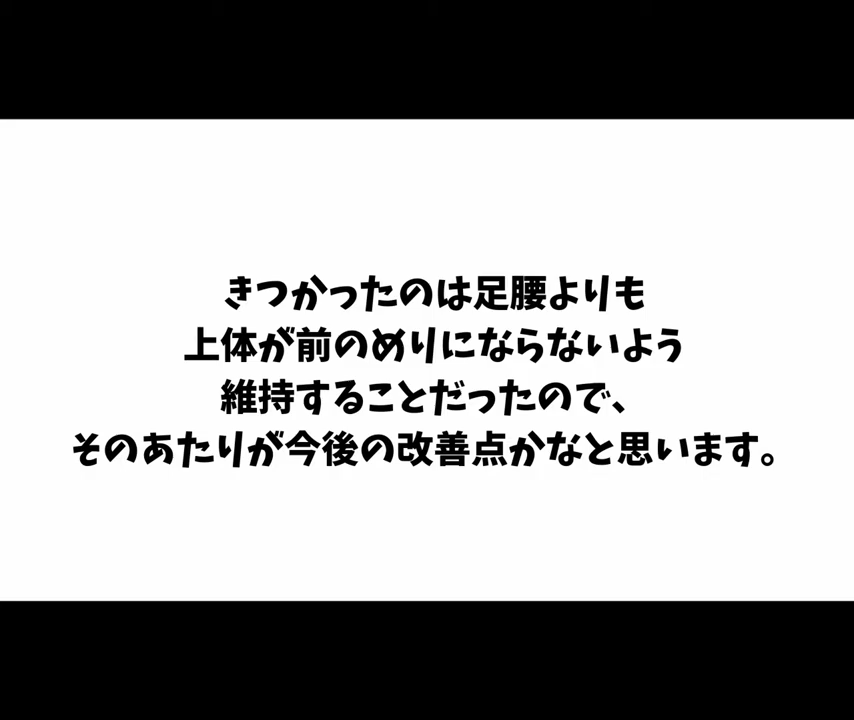 きつかったのは足腰よりも
上体が前のめりにならないよう
維持することだったので、
そのあたりが今後の改善点かなと思います。